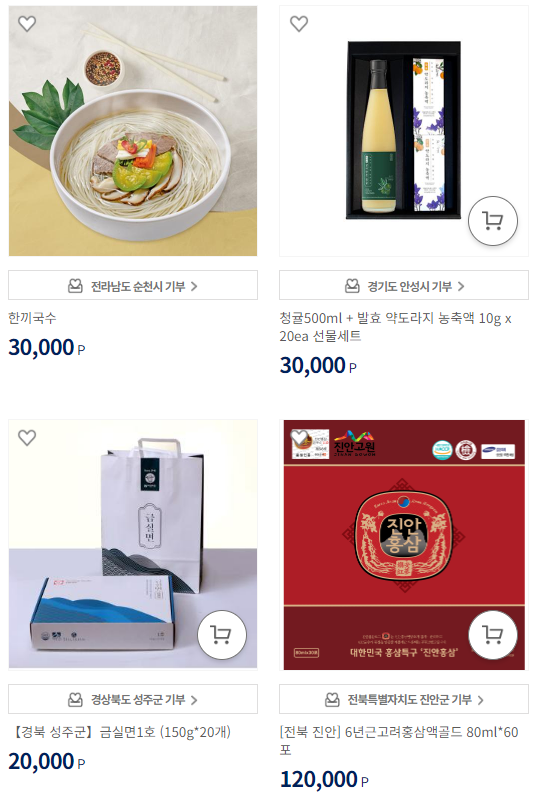 전라남도 순천시 기부
경기도 안성시 기부
한끼국수
30,000 P
청귤500ml + 발효 약도라지 농축액 10g x
20ea 선물세트
30,000 P
금실면
진안고원
진안
홍삼
80ml×30포
대한민국 홍삼특구 '진안홍삼'
경상북도 성주군 기부
전북특별자치도 진안군 기부
【경북 성주군】금실면1호 (150g*20개)
20,000 P
[전북 진안] 6년근고려홍삼액골드 80ml*60
포
120,000 P